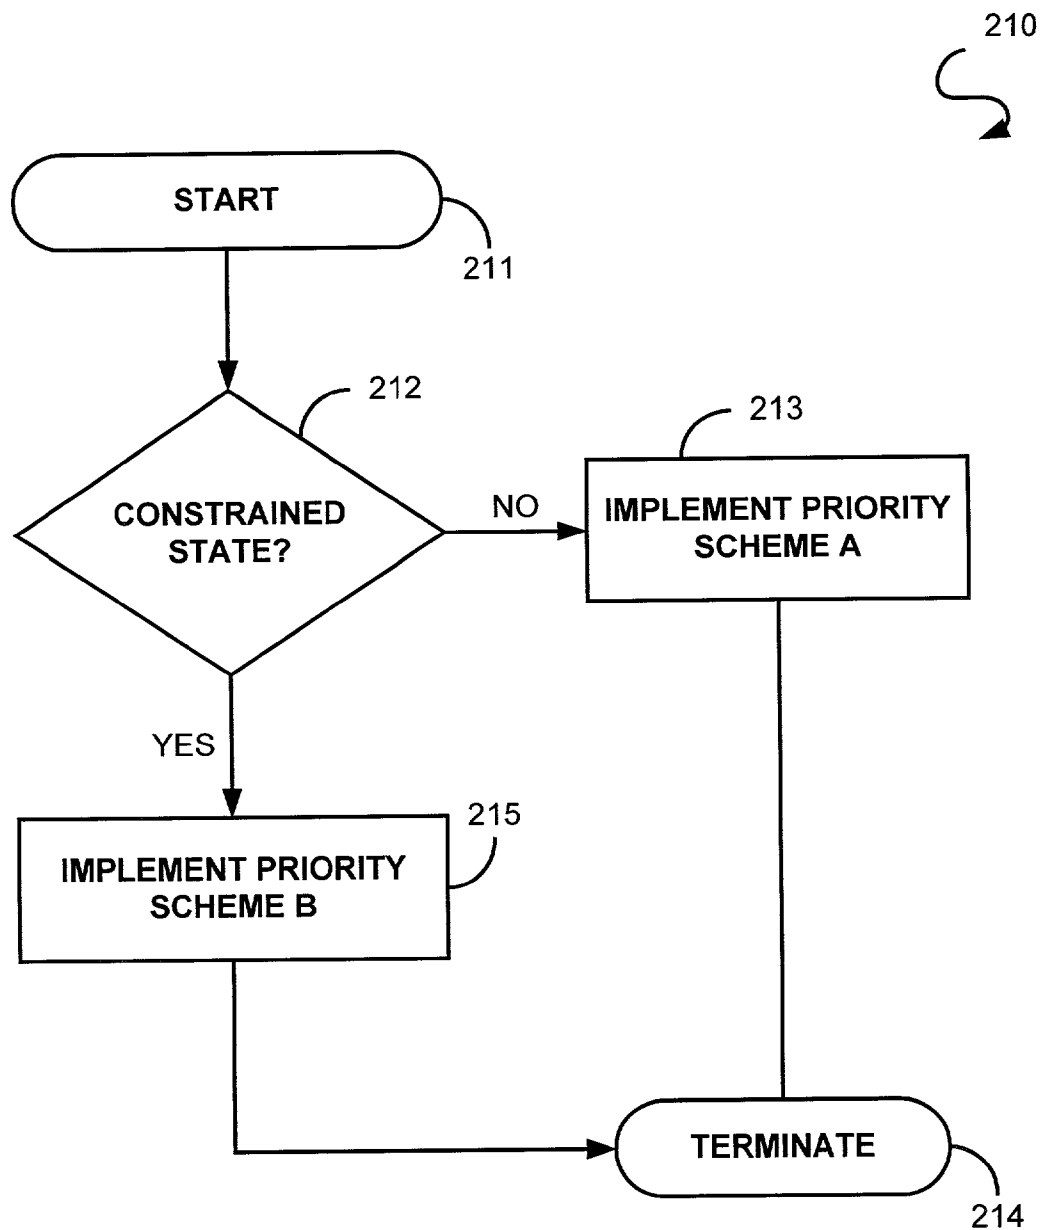 210
START
211
212
213
CONSTRAINED
STATE?
NO
IMPLEMENT PRIORITY
SCHEME A
YES
215
IMPLEMENT PRIORITY
SCHEME B
TERMINATE
214